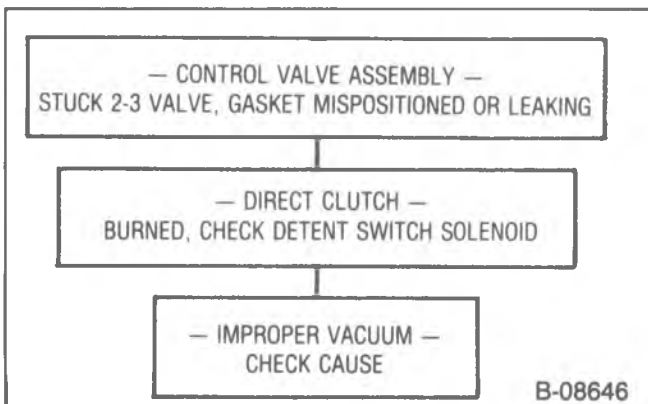 — CONTROL VALVE ASSEMBLY —
STUCK 2-3 VALVE, GASKET MISPOSITIONED OR LEAKING
— DIRECT CLUTCH —
BURNED, CHECK DETENT SWITCH SOLENOID
— IMPROPER VACUUM —
CHECK CAUSE
B-08646